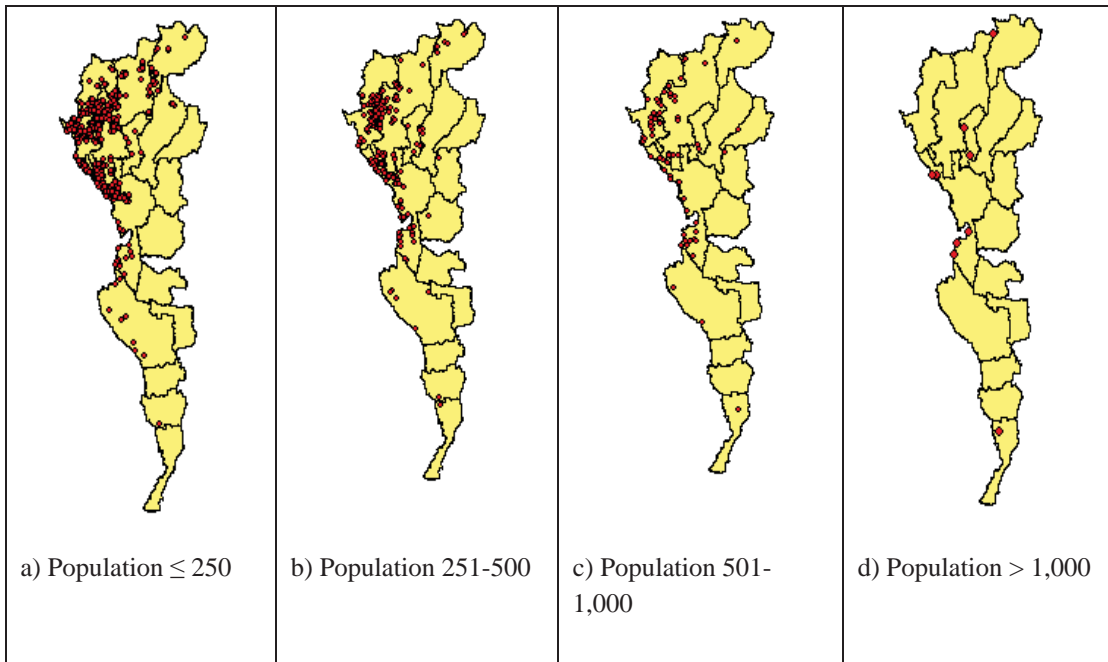 a) Population ≤ 250
b) Population 251-500
c) Population 501-
1,000
d) Population > 1,000